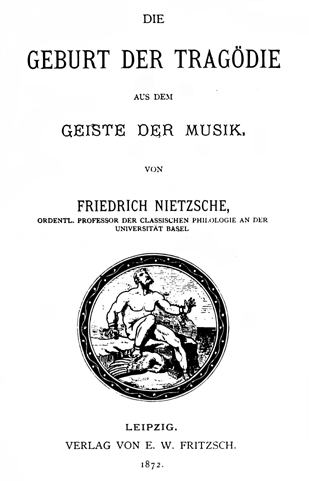 DIE
GEBURT DER TRAGÖDIE
AUS DEM
GEISTE DER MUSIK.
VON
FRIEDRICH NIETZSCHE,
ORDENTL. PROFESSOR DER CLASSISCHEN PHILOLOGIE AN DER
UNIVERSITÄT BASEL
LEIPZIG.
VERLAG VON E. W. FRITZSCH.
1872.